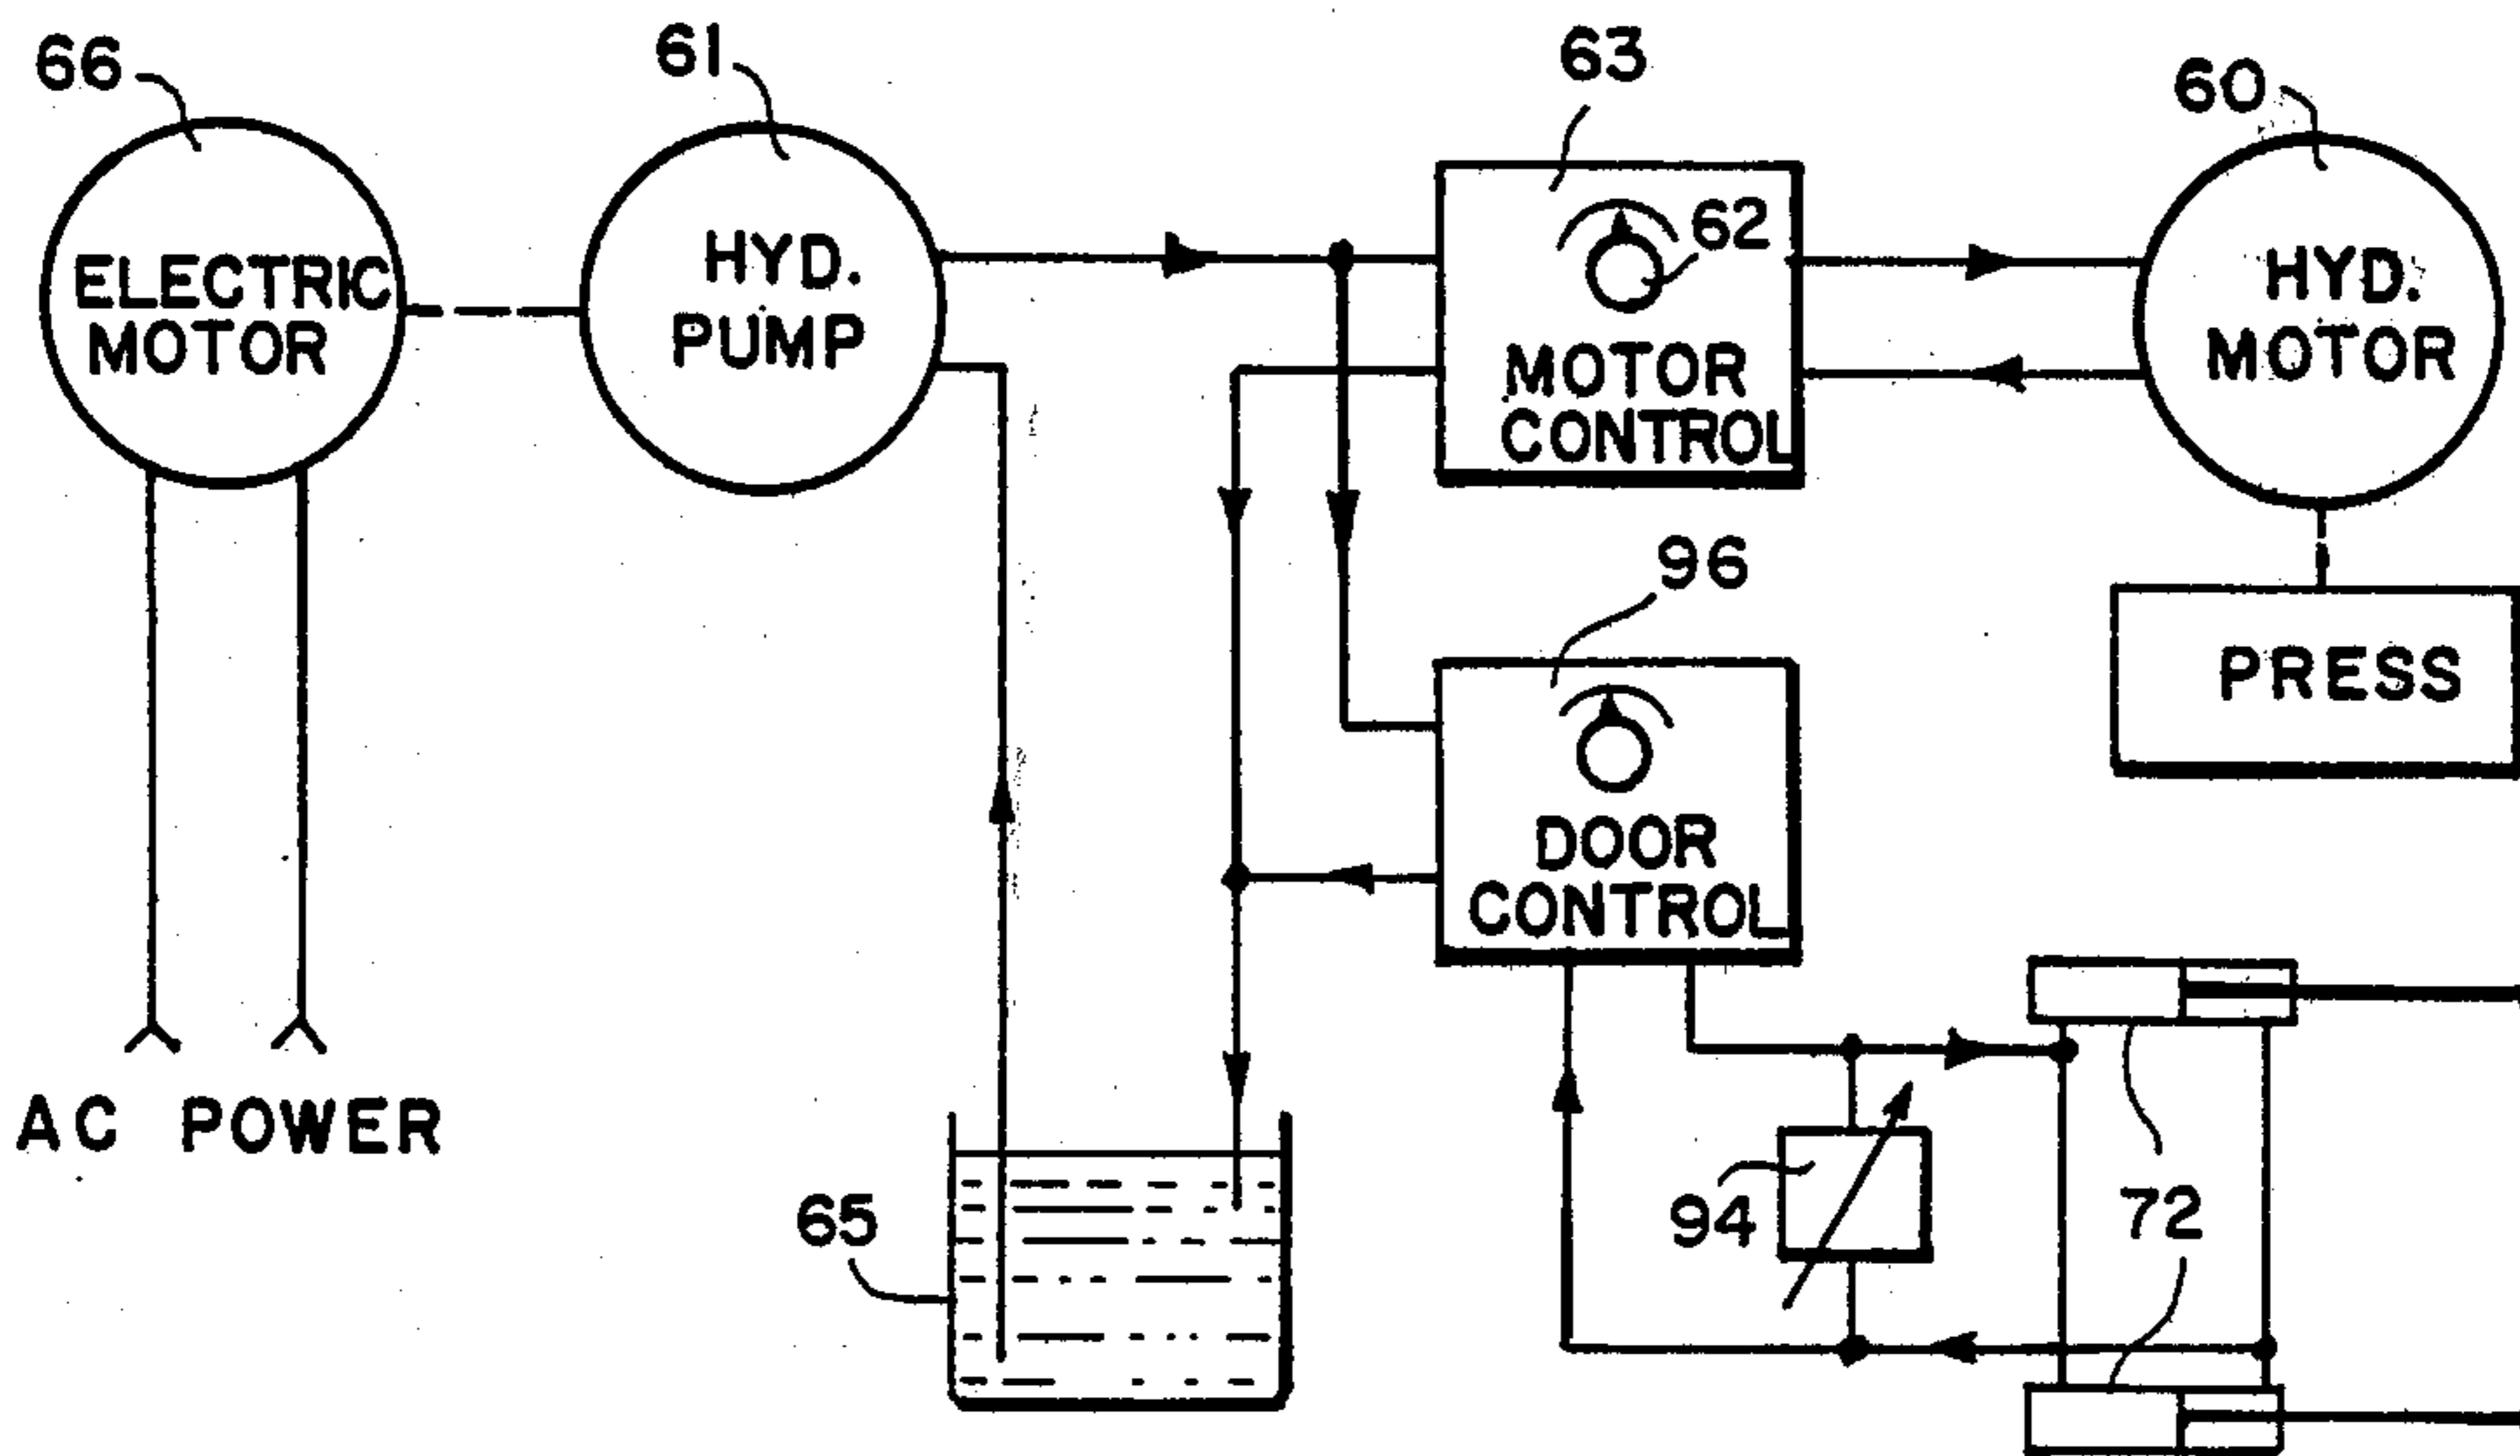 66
61
63
60
62
ELECTRIC
MOTOR
HYD.
PUMP
MOTOR
CONTROL
HYD.
MOTOR
96
PRESS
DOOR
CONTROL
AC POWER
65
94
72